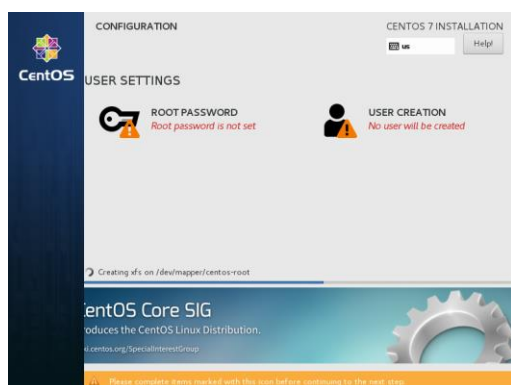 CONFIGURATION
CENTOS 7 INSTALLATION
us
Help!
CentOS
USER SETTINGS
ROOT PASSWORD
Root password is not set
USER CREATION
No user will be created
Creating xfs on /dev/mapper/centos-root
entOS Core SIG
oduces the CentOS Linux Distribution.
ki.centos.org/SpecialInterestGroup
Please complete items marked with this icon before continuing to the next step.